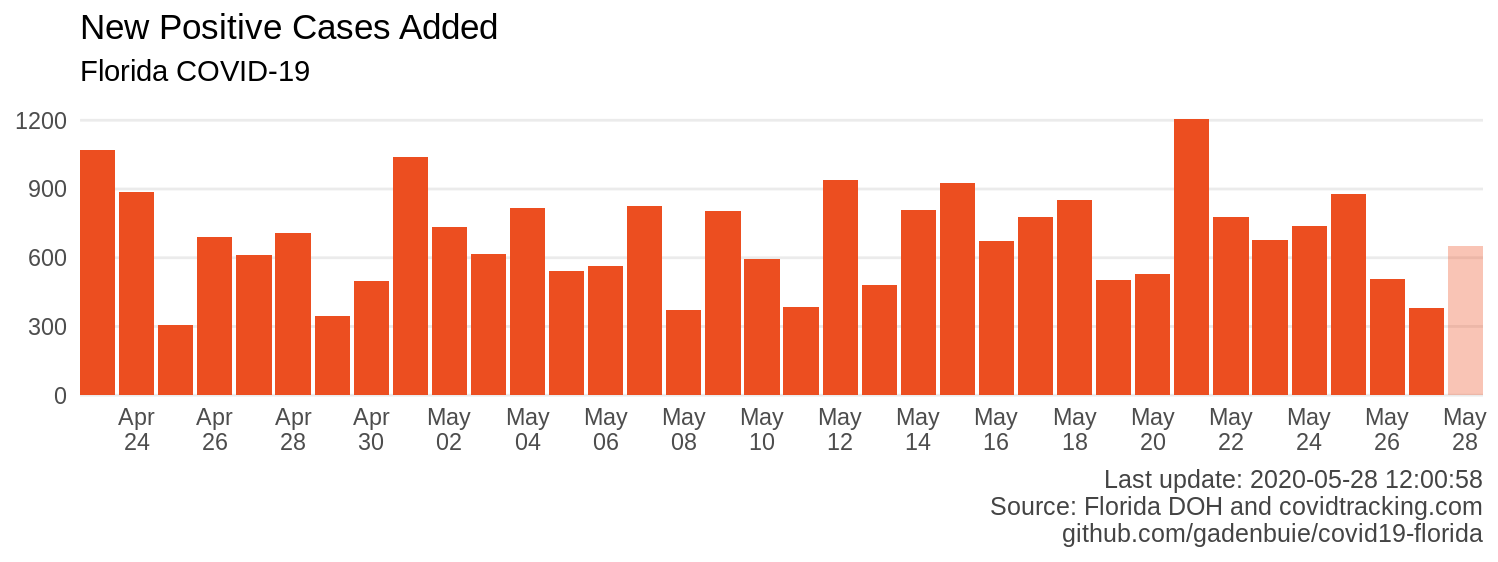 New Positive Cases Added
Florida COVID-19
1200
900
600
300
0
Apr Apr Apr Apr May May May May May May May May May May May May May May
24 26 28 30 02 04 06 08 10 12 14 16 18 20 22 24 26 28
Last update: 2020-05-28 12:00:58
Source: Florida DOH and covidtracking.com
github.com/gadenbuie/covid19-florida